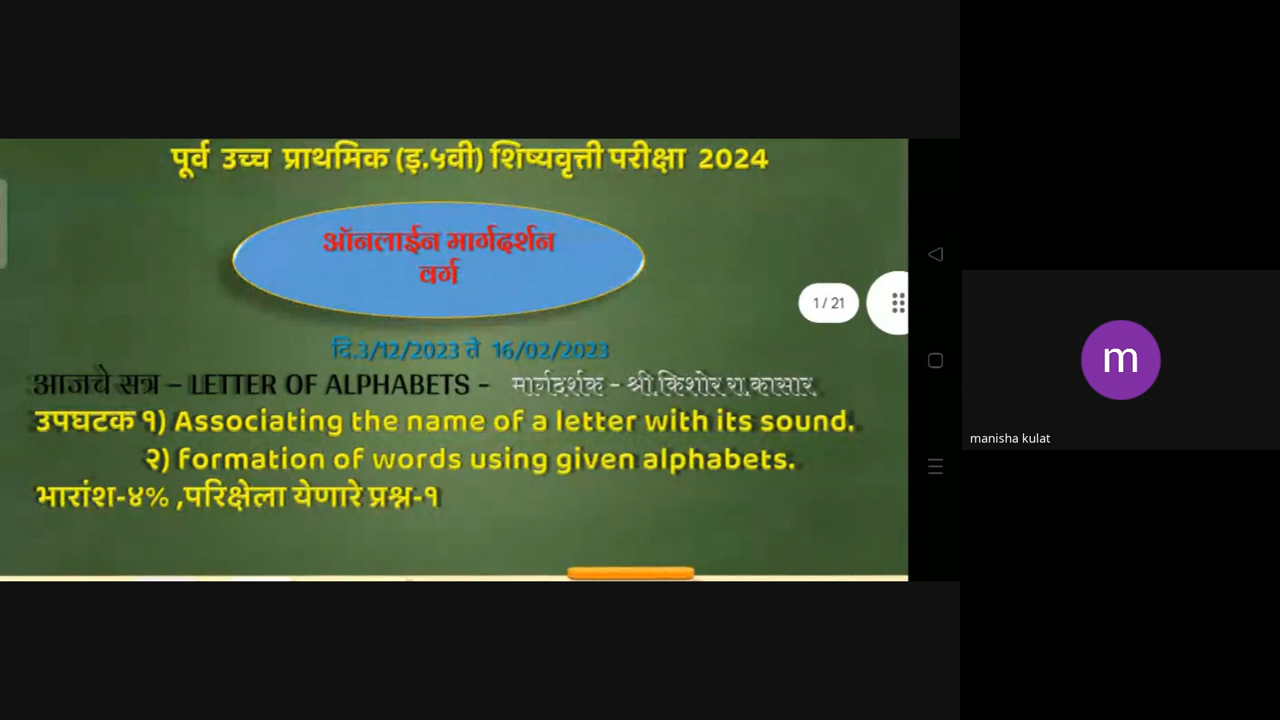 पूर्व उच्च प्राथमिक (इ.५वी) शिष्यवृत्ती परीक्षा 2024
ऑनलाईन मार्गदर्शन
वर्ग
1 / 21
दि.3/12/2023 ते 16/02/2023
आजचे सत्र – LETTER OF ALPHABETS - मार्गदर्शक - श्री.किशोर रा.कासार.
उपघटक १) Associating the name of a letter with its sound.
२) Formation of words using given alphabets.
भारांश-४% ,परिक्षेला येणारे प्रश्न-१
m
manisha kulat